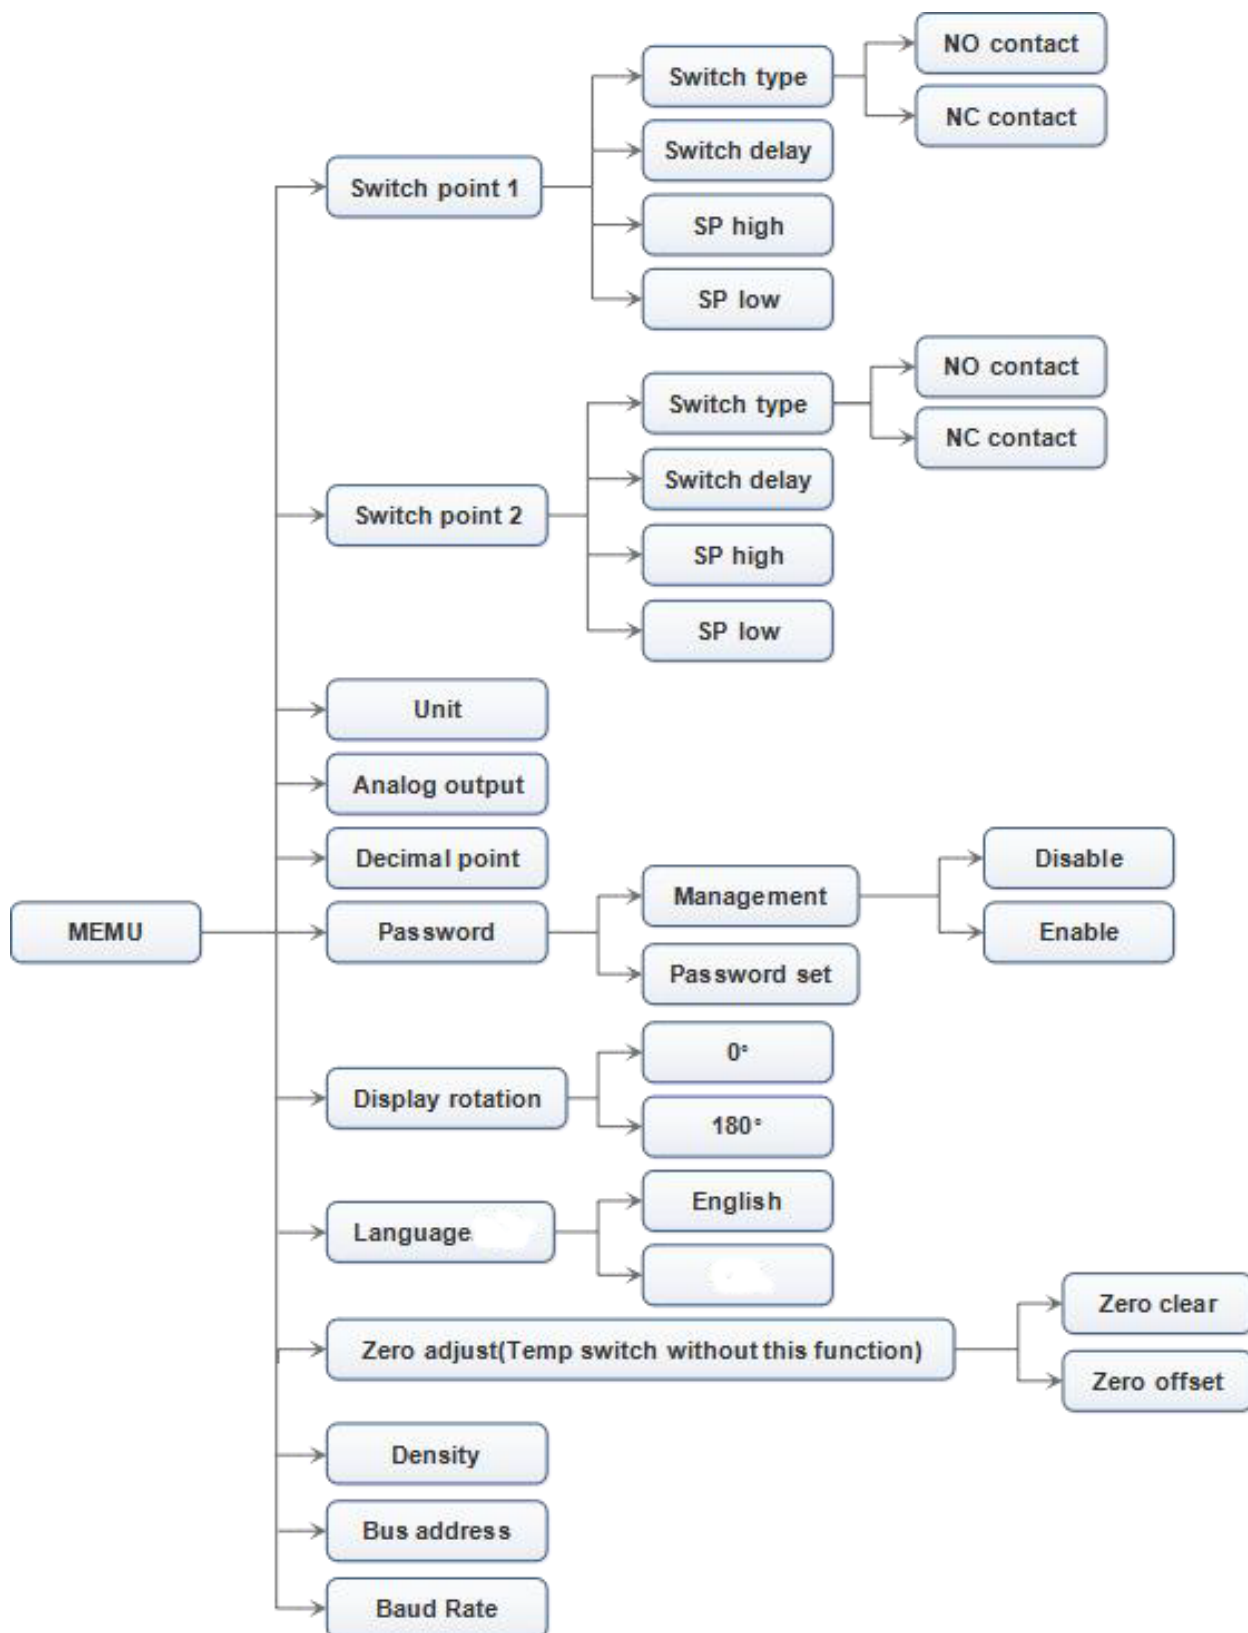 MEMU
Switch point 1
Switch type
NO contact
NC contact
Switch delay
SP high
SP low
Switch point 2
Switch type
NO contact
NC contact
Switch delay
SP high
SP low
Unit
Analog output
Decimal point
Password
Management
Disable
Enable
Password set
Display rotation
0°
180°
Language
English
Zero adjust(Temp switch without this function)
Zero clear
Zero offset
Density
Bus address
Baud Rate